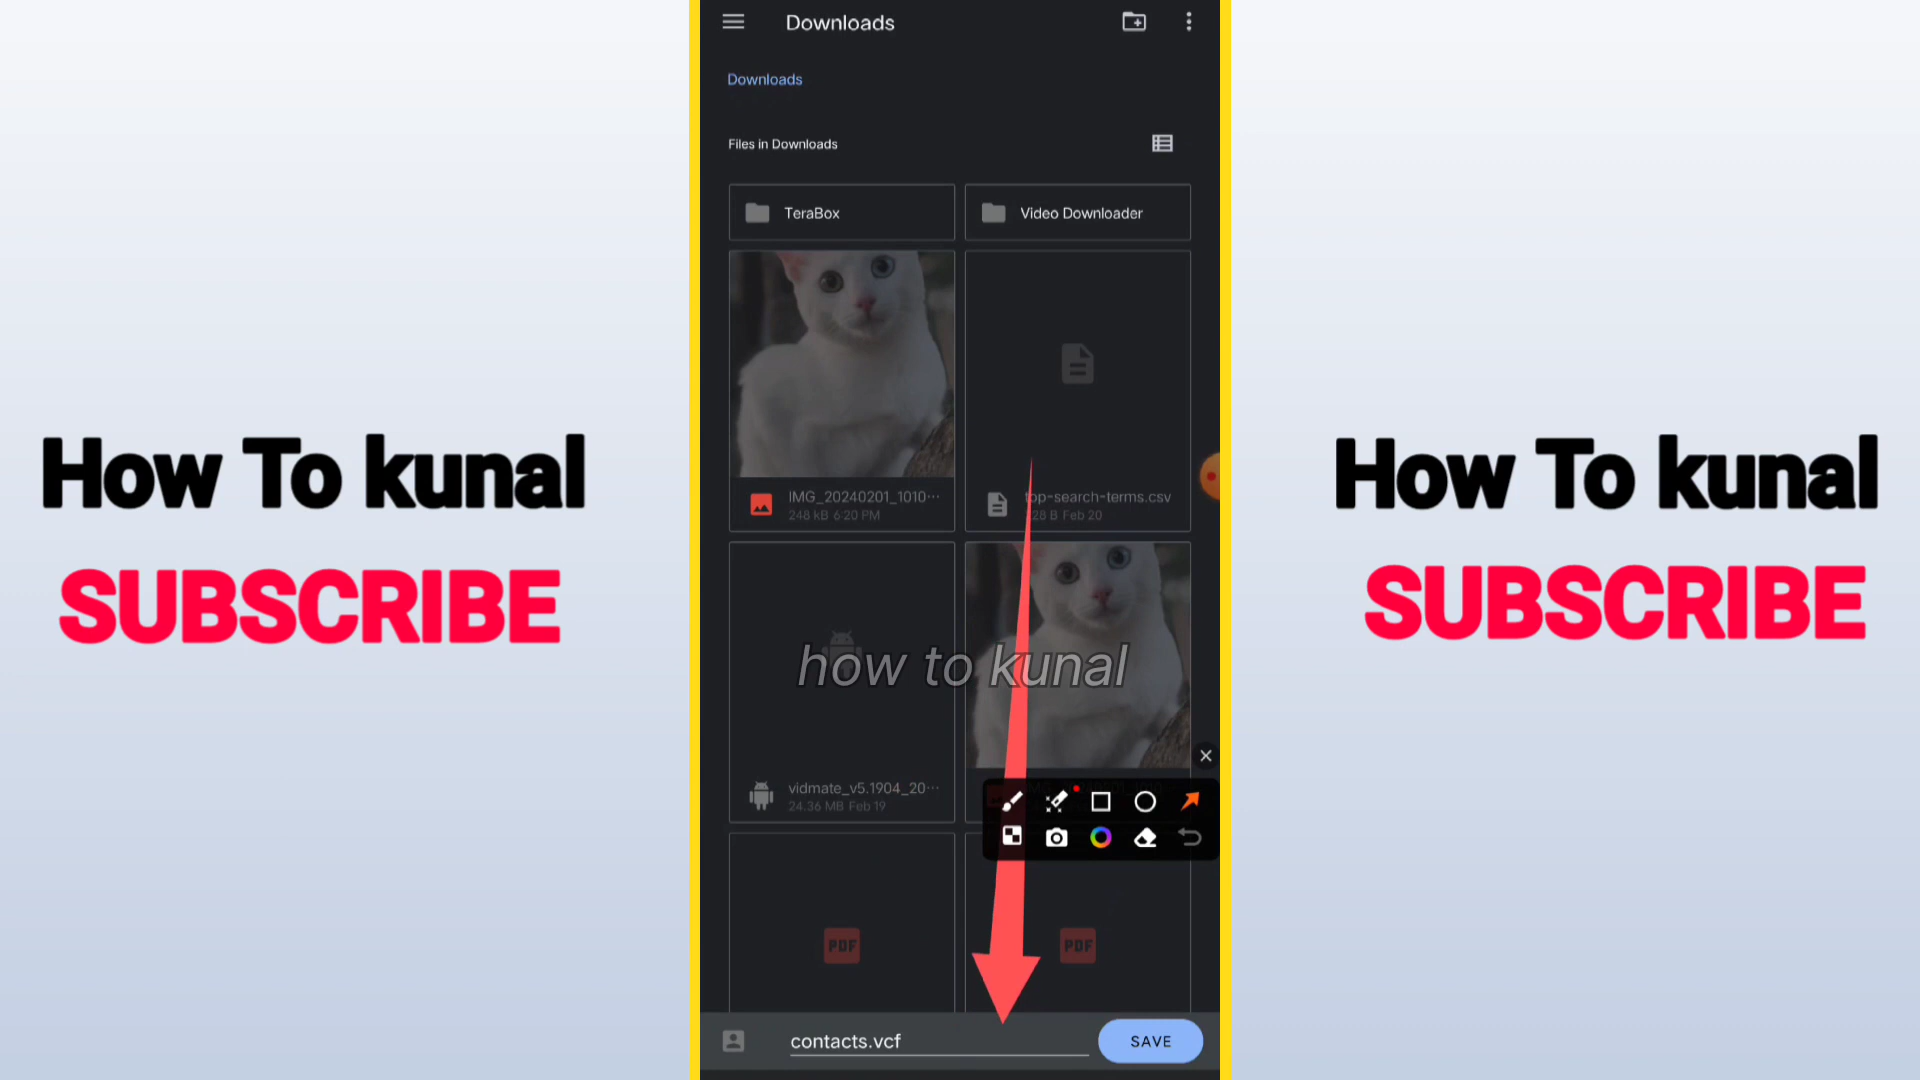 Downloads
Downloads
Files in Downloads
TeraBox
Video Downloader
IMG_20240201_1010···
248 kB 6:20 PM
top-search-terms.csv
228 B Feb 20
How To kunal
SUBSCRIBE
How To kunal
SUBSCRIBE
how to kunal
vidmate_v5.1904_20···
24.36 MB Feb 19
PDF
PDF
contacts.vcf
SAVE